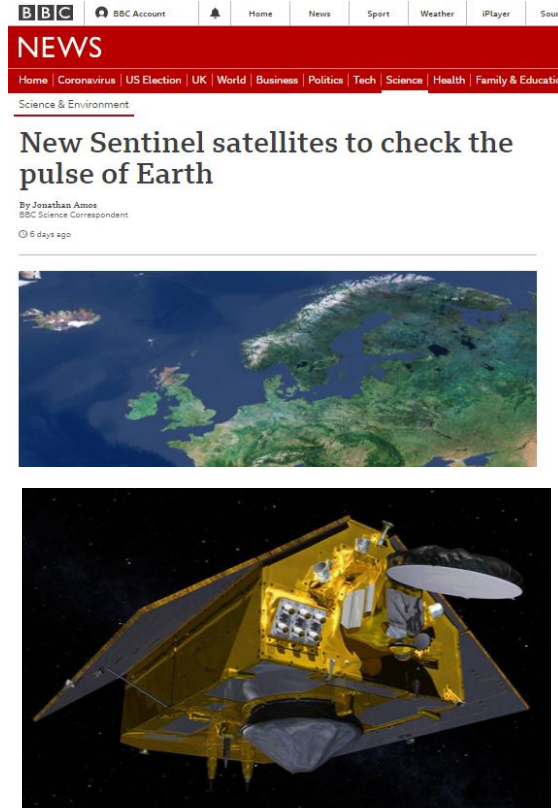 BBC BBC Account Home News Sport Weather iPlayer
NEWS
Home Coronavirus US Election UK World Business Politics Tech Science Health Family &
Science & Environment
New Sentinel satellites to check the
pulse of Earth
By Jonathan Amos
BBC Science Correspondent
6 days ago